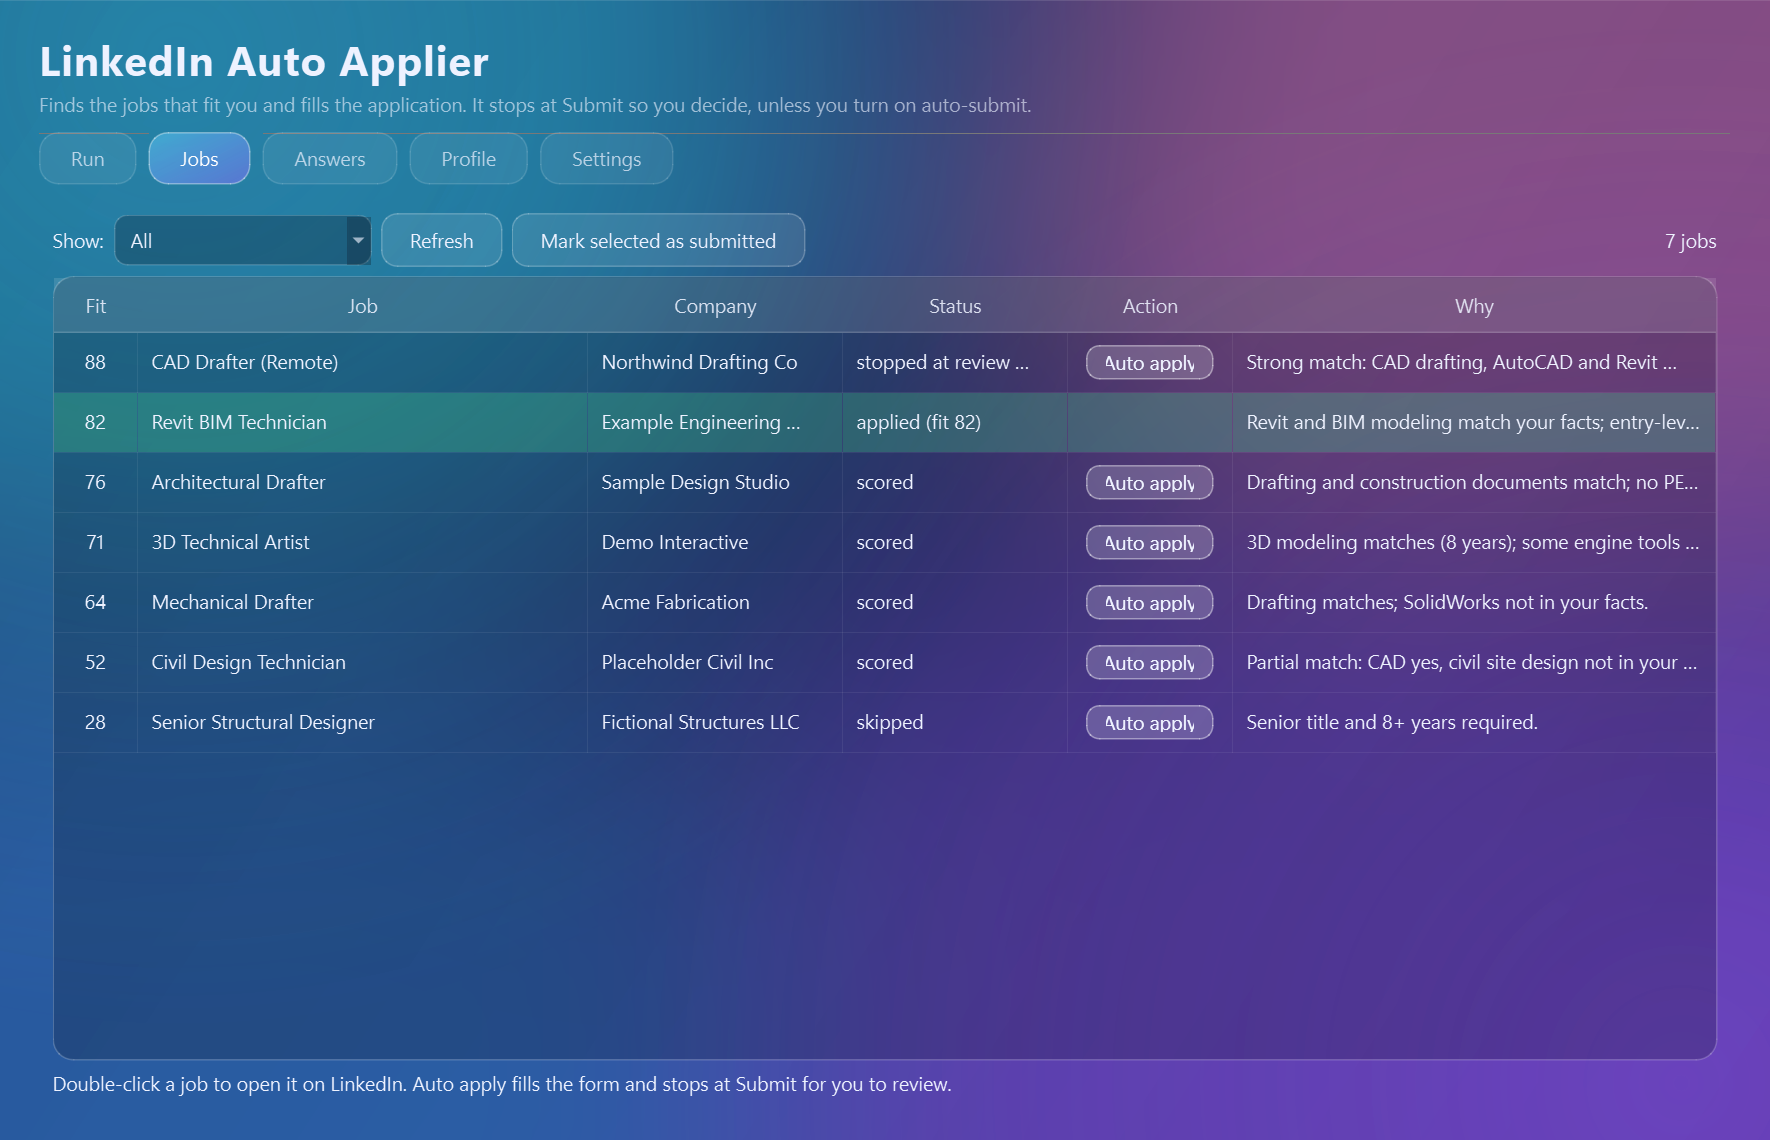 LinkedIn Auto Applier
Finds the jobs that fit you and fills the application. It stops at Submit so you decide, unless you turn on auto-submit.
Run Jobs Answers Profile Settings
Show: All Refresh Mark selected as submitted 7 jobs
Fit Job Company Status Action Why
88 CAD Drafter (Remote) Northwind Drafting Co stopped at review ... Auto apply Strong match: CAD drafting, AutoCAD and Revit ...
82 Revit BIM Technician Example Engineering ... applied (fit 82) Revit and BIM modeling match your facts; entry-lev...
76 Architectural Drafter Sample Design Studio scored Auto apply Drafting and construction documents match; no PE...
71 3D Technical Artist Demo Interactive scored Auto apply 3D modeling matches (8 years); some engine tools ...
64 Mechanical Drafter Acme Fabrication scored Auto apply Drafting matches; SolidWorks not in your facts.
52 Civil Design Technician Placeholder Civil Inc scored Auto apply Partial match: CAD yes, civil site design not in your ...
28 Senior Structural Designer Fictional Structures LLC skipped Auto apply Senior title and 8+ years required.
Double-click a job to open it on LinkedIn. Auto apply fills the form and stops at Submit for you to review.